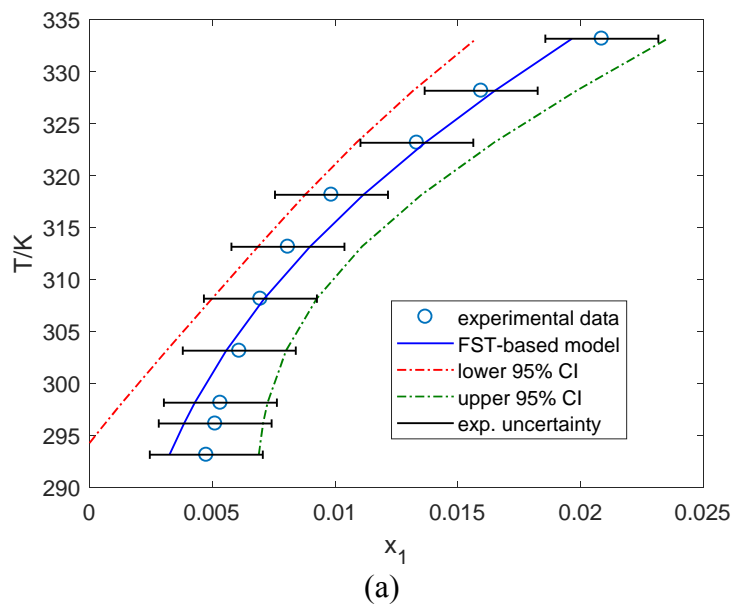 335
330
325
320
315
310
305
300
295
290
T/K
experimental data
FST-based model
lower 95% CI
upper 95% CI
exp. uncertainty
0 0.005 0.01 0.015 0.02 0.025
x₁
(a)